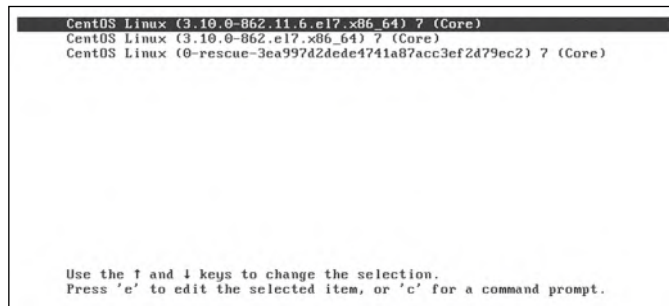 CentOS Linux (3.10.0-862.11.6.el7.x86_64) 7 (Core)
CentOS Linux (3.10.0-862.el7.x86_64) 7 (Core)
CentOS Linux (0-rescue-3ea997d2dede4741a87acc3ef2d79ec2) 7 (Core)
Use the ↑ and ↓ keys to change the selection.
Press 'e' to edit the selected item, or 'c' for a command prompt.